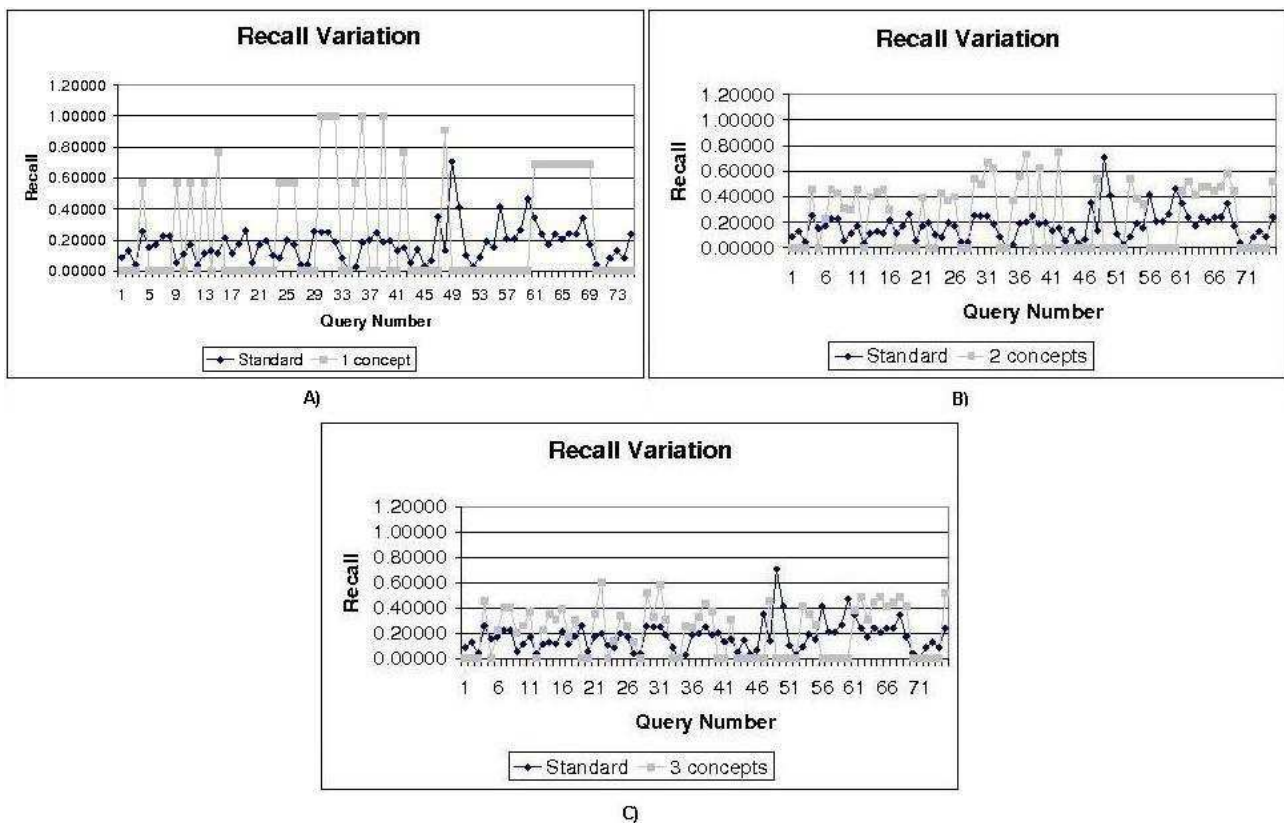 Recall Variation
1.20000
1.00000
0.80000
0.60000
0.40000
0.20000
0.00000
Recall
1 5 9 13 17 21 25 29 33 37 41 45 49 53 57 61 65 69 73
Query Number
Standard 1 concept
A)
Recall Variation
1.20000
1.00000
0.80000
0.60000
0.40000
0.20000
0.00000
Recall
1 6 11 16 21 26 31 36 41 46 51 56 61 66 71
Query Number
Standard 2 concepts
B)
Recall Variation
1.20000
1.00000
0.80000
0.60000
0.40000
0.20000
0.00000
Recall
1 6 11 16 21 26 31 36 41 46 51 56 61 66 71
Query Number
Standard 3 concepts
C)